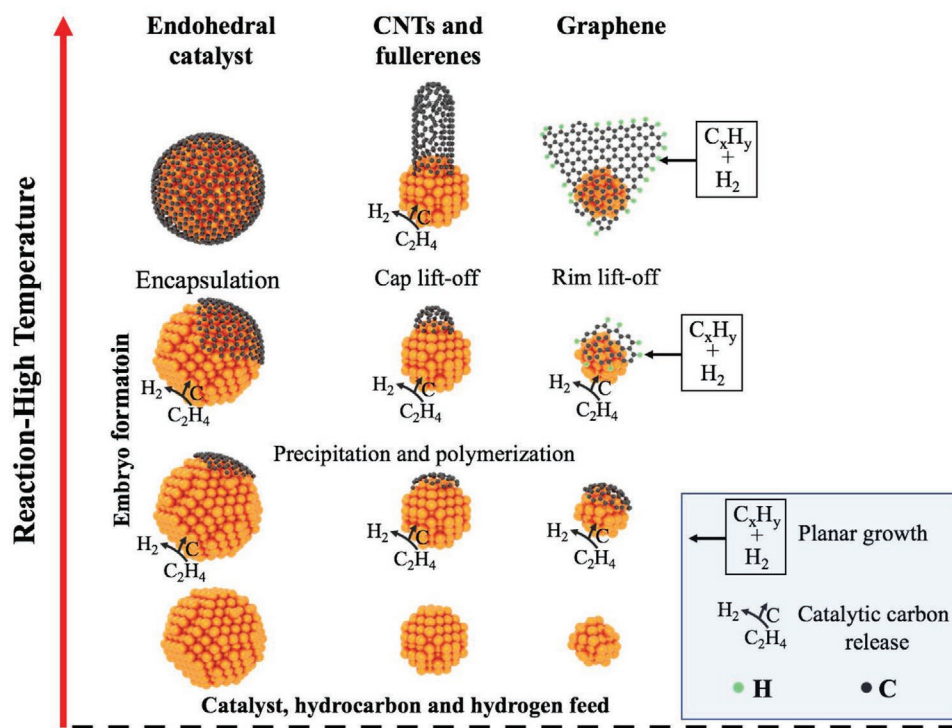 Endohedral
catalyst
CNTs and
fullerenes
Graphene
Reaction-High Temperature
CxHy
+
H2
H2
C
C2H4
Encapsulation
Cap lift-off
Rim lift-off
Embryo formatoin
H2
C
C2H4
H2
C
C2H4
H2
C
C2H4
CxHy
+
H2
Precipitation and polymerization
H2
C
C2H4
H2
C
C2H4
H2
C
C2H4
CxHy
+
H2
Planar growth
H2
C
C2H4
Catalytic carbon
release
H
C
Catalyst, hydrocarbon and hydrogen feed